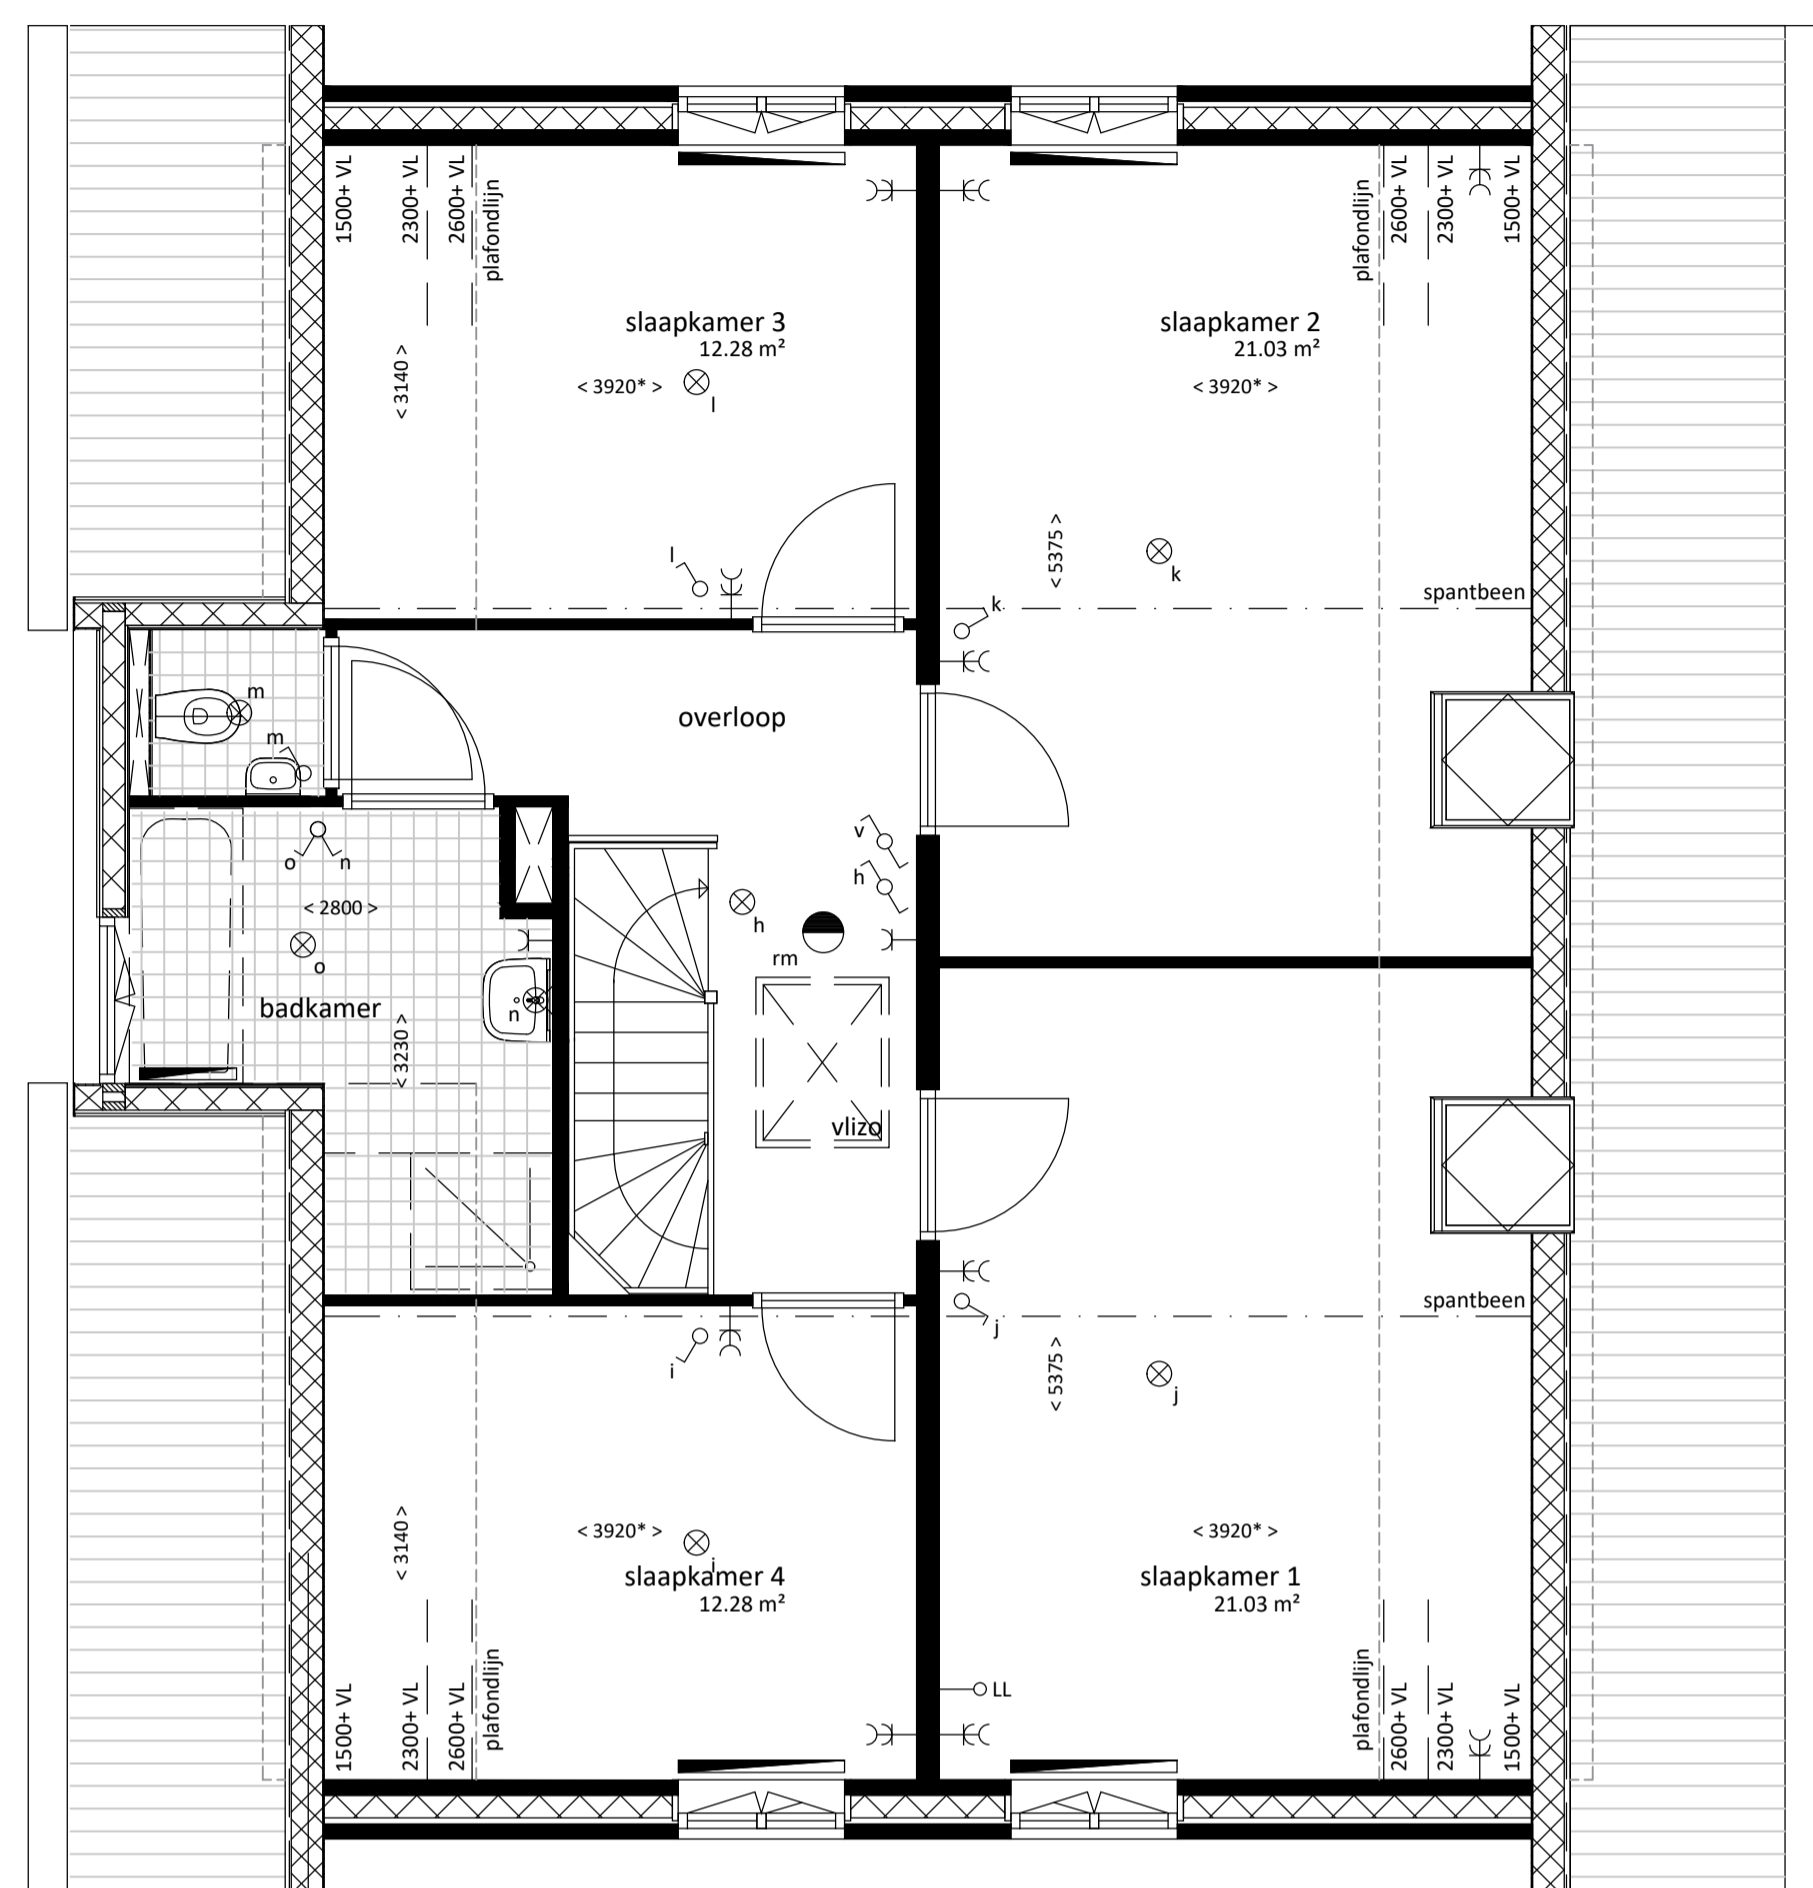 1500+ VL
2300+ VL
2600+ VL
plafondlijn
plafondlijn
2600+ VL
2300+ VL
1500+ VL
slaapkamer 3
12.28 m²
< 3920* >
< 3140 >
l
l
slaapkamer 2
21.03 m²
< 3920* >
< 5375 >
k
k
spantbeen
m
m
overloop
o
n
< 2800 >
o
badkamer
< 3230 >
n
v
h
h
rm
vlizo
spantbeen
j
< 5375 >
j
i
< 3140 >
< 3920* >
i
slaapkamer 4
12.28 m²
< 3920* >
slaapkamer 1
21.03 m²
LL
1500+ VL
2300+ VL
2600+ VL
plafondlijn
plafondlijn
2600+ VL
2300+ VL
1500+ VL